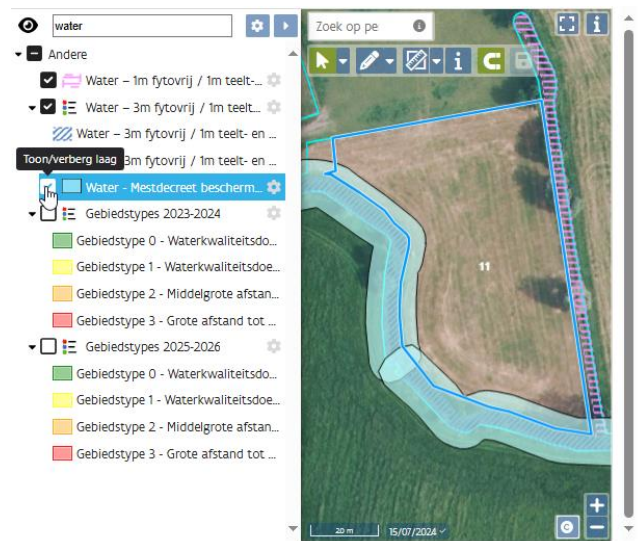 water
Zoek op pe
Andere
Water – 1m fytovrij / 1m teelt-...
Water – 3m fytovrij / 1m teelt...
Water – 3m fytovrij / 1m teelt- en ...
Toon/verberg laag
3m fytovrij / 1m teelt- en ...
Water - Mestdecreet bescherm...
Gebiedstypes 2023-2024
Gebiedstype 0 - Waterkwaliteitsdo...
Gebiedstype 1 - Waterkwaliteitsdoe...
Gebiedstype 2 - Middelgrote afstan...
Gebiedstype 3 - Grote afstand tot ...
Gebiedstypes 2025-2026
Gebiedstype 0 - Waterkwaliteitsdo...
Gebiedstype 1 - Waterkwaliteitsdoe...
Gebiedstype 2 - Middelgrote afstan...
Gebiedstype 3 - Grote afstand tot ...
11
20 m
15/07/2024